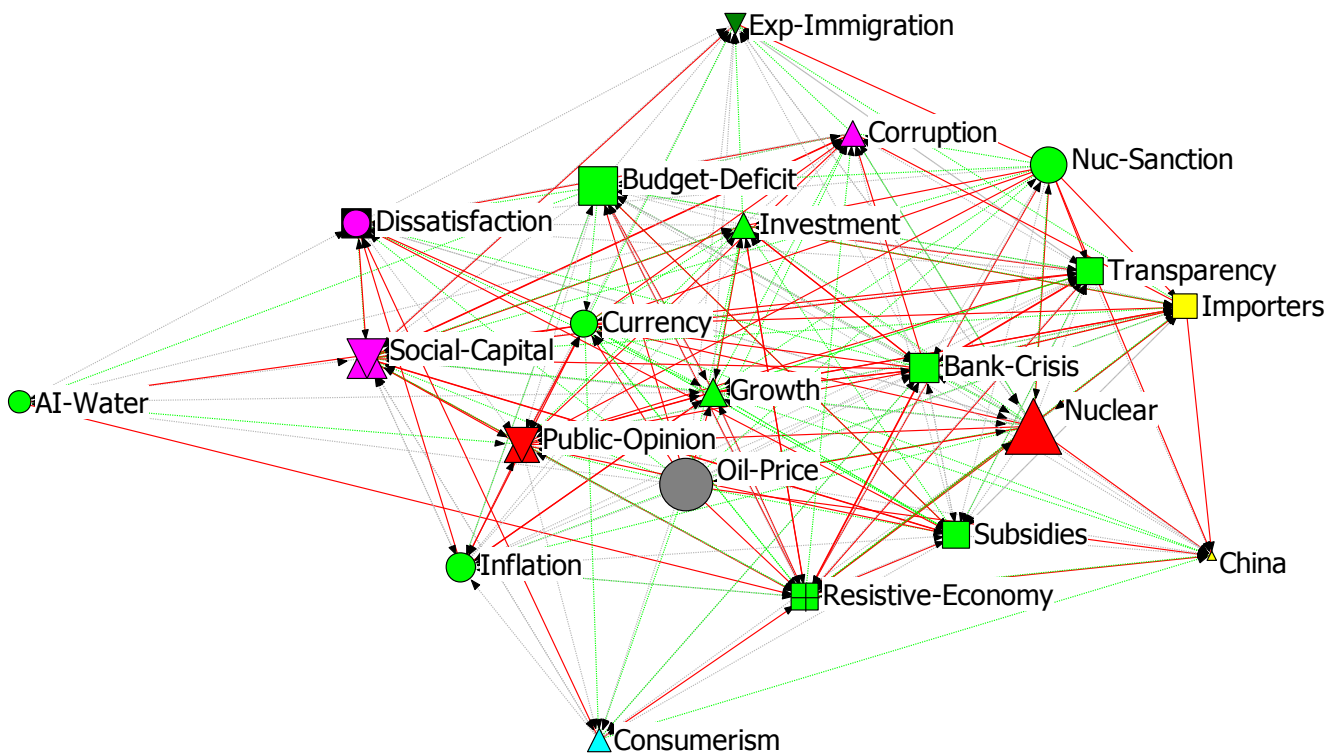 Exp-Immigration
Corruption
Nuc-Sanction
Budget-Deficit
Dissatisfaction
Investment
Transparency
Importers
Currency
Social-Capital
Bank-Crisis
Growth
AI-Water
Nuclear
Public-Opinion
Oil-Price
Subsidies
Inflation
China
Resistive-Economy
Consumerism